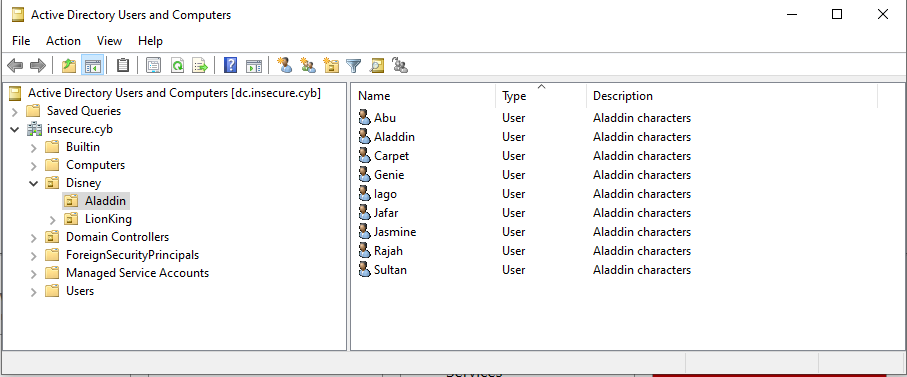 Active Directory Users and Computers
File Action View Help
Active Directory Users and Computers [dc.insecure.cyb]
Saved Queries
insecure.cyb
Builtin
Computers
Disney
Aladdin
LionKing
Domain Controllers
ForeignSecurityPrincipals
Managed Service Accounts
Users
Name Type Description
Abu User Aladdin characters
Aladdin User Aladdin characters
Carpet User Aladdin characters
Genie User Aladdin characters
Iago User Aladdin characters
Jafar User Aladdin characters
Jasmine User Aladdin characters
Rajah User Aladdin characters
Sultan User Aladdin characters
Services